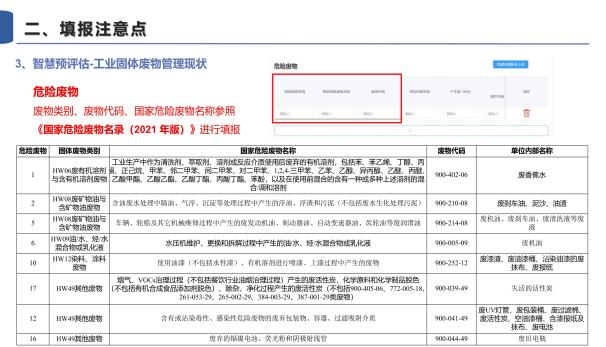 二、填报注意点
3、智慧预评估-工业固体废物管理现状
危险废物
废物类别、废物代码、国家危险废物名称参照
《国家危险废物名录（2021 年版）》进行填报
危险废物
危险废物 固体废物类别 国家危险废物名称 废物代码 单位内部名称
1 HW06废有机溶剂与含有机溶剂废物 工业生产中作为清洗剂、萃取剂、溶剂或反应介质使用后废弃的有机溶剂，包括苯、苯乙烯、丁醇、丙酮、正己烷、甲苯、邻二甲苯、间二甲苯、对二甲苯、1,2,4-三甲苯、乙苯、乙醇、异丙醇、乙醚、丙醚、乙酸甲酯、乙酸乙酯、乙酸丁酯、丙酸丁酯、苯酚，以及在使用前混合的含有一种或多种上述溶剂的混合/调和溶剂 900-402-06 废香蕉水
2 HW08废矿物油与含矿物油废物 含油废水处理中隔油、气浮、沉淀等处理过程中产生的浮油、浮渣和污泥（不包括废水生化处理污泥） 900-210-08 废刹车油、泥沙、油渣
5 HW08废矿物油与含矿物油废物 车辆、轮船及其它机械维修过程中产生的废发动机油、制动器油、自动变速器油、齿轮油等废润滑油 900-214-08 废机油、废刹车油、废清洗液等废液
6 HW09油/水、烃/水混合物或乳化液 水压机维护、更换和拆解过程中产生的油/水、烃/水混合物或乳化液 900-005-09 废机油
10 HW12染料、涂料废物 使用油漆（不包括水性漆）、有机溶剂进行喷漆、上漆过程中产生的废物 900-252-12 废漆渣、废油漆桶、沾染油漆的废抹布、废报纸
17 HW49其他废物 烟气、VOCs治理过程（不包括餐饮行业油烟治理过程）产生的废活性炭，化学原料和化学制品脱色（不包括有机合成食品添加剂脱色）、除杂、净化过程产生的废活性炭（不包括900-405-06、772-005-18、261-053-29、265-002-29、384-003-29、387-001-29类废物） 900-039-49 失活的活性炭
12 HW49其他废物 含有或沾染毒性、感染性危险废物的废弃包装物、容器、过滤吸附介质 900-041-49 废UV灯管、废包装桶、废过滤棉、废活性炭、空油漆桶、含漆报纸及抹布、废电池
16 HW49其他废物 废弃的镉镍电池、荧光粉和阴极射线管 900-044-49 废旧电瓶